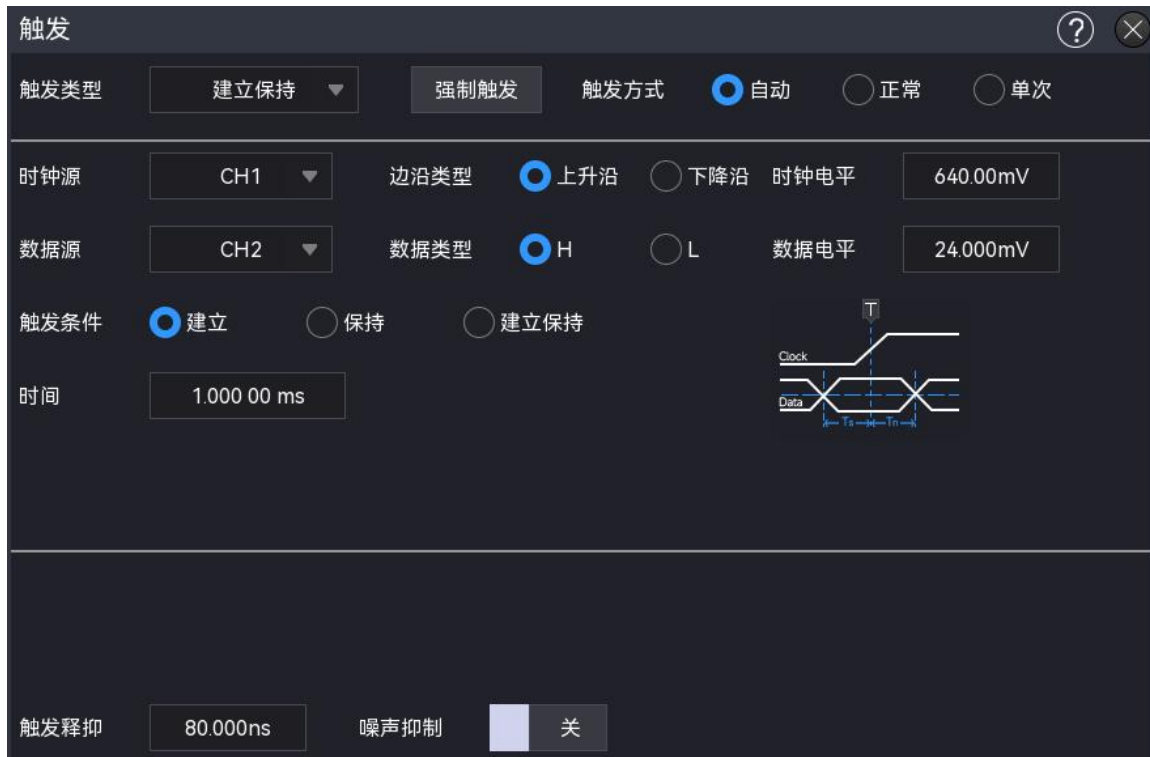 触发 ?
触发类型 建立保持 强制触发 触发方式 自动 正常 单次
时钟源 CH1 边沿类型 上升沿 下降沿 时钟电平 640.00mV
数据源 CH2 数据类型 H L 数据电平 24.000mV
触发条件 建立 保持 建立保持
T
Clock
时间 1.000 00 ms
Data
Ts Tn
触发释抑 80.000ns 噪声抑制 关